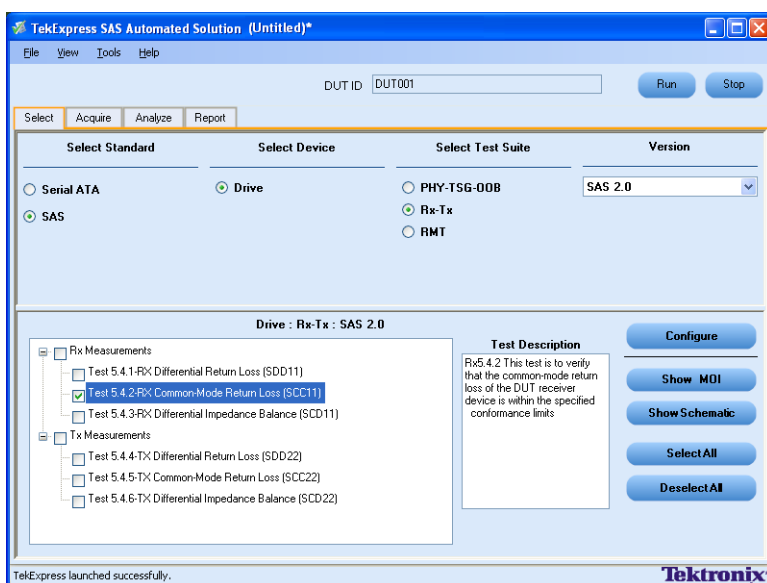 TekExpress SAS Automated Solution (Untitled)*
File View Tools Help
DUT ID DUT001 Run Stop
Select Acquire Analyze Report
Select Standard Select Device Select Test Suite Version
Serial ATA Drive PHY-TSG-OOB SAS 2.0
SAS Rx-Tx
RMT
Drive : Rx-Tx : SAS 2.0
Rx Measurements
Test 5.4.1-RX Differential Return Loss (SDD11)
Test 5.4.2-RX Common-Mode Return Loss (SCC11)
Test 5.4.3-RX Differential Impedance Balance (SCD11)
Tx Measurements
Test 5.4.4-TX Differential Return Loss (SDD22)
Test 5.4.5-TX Common-Mode Return Loss (SCC22)
Test 5.4.6-TX Differential Impedance Balance (SCD22)
Test Description
Rx5.4.2 This test is to verify
that the common-mode return
loss of the DUT receiver
device is within the specified
conformance limits
Configure
Show MOI
Show Schematic
Select All
Deselect All
TekExpress launched successfully.
Tektronix